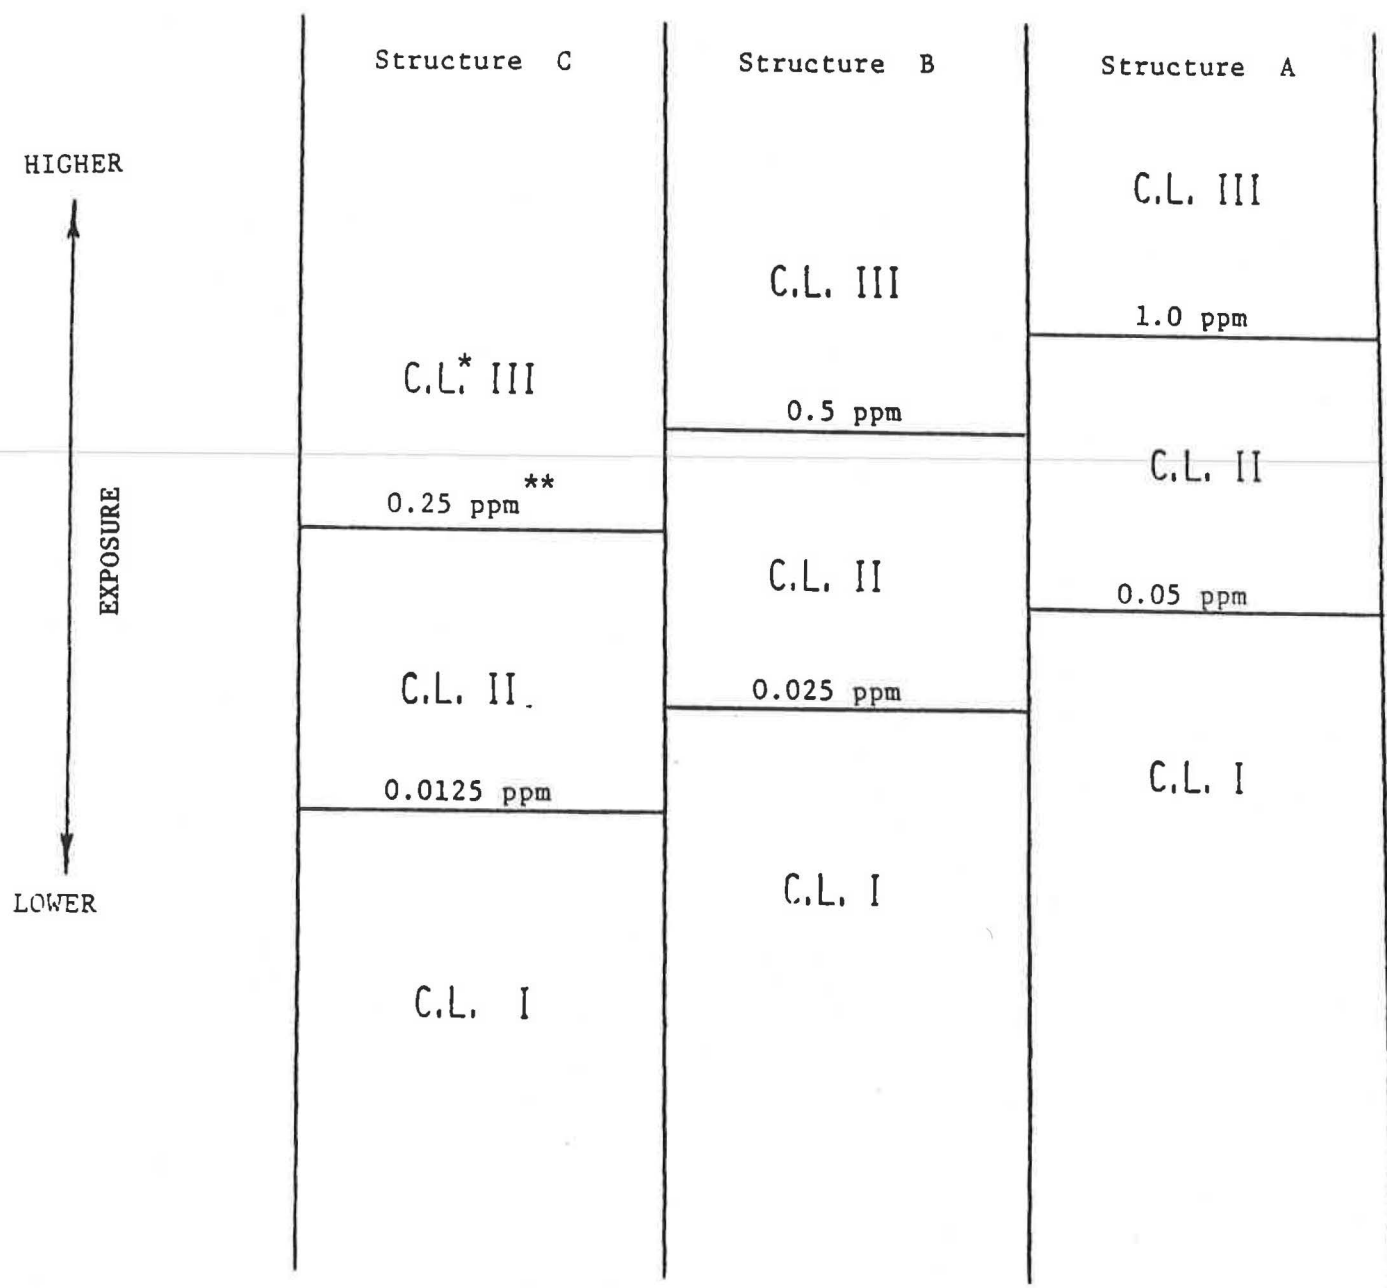 Structure C
Structure B
Structure A
HIGHER
C.L. III
C.L. III
1.0 ppm
C.L.* III
0.5 ppm
C.L. II
0.25 ppm**
EXPOSURE
C.L. II
0.05 ppm
C.L. II
0.025 ppm
C.L. I
0.0125 ppm
C.L. I
LOWER
C.L. I